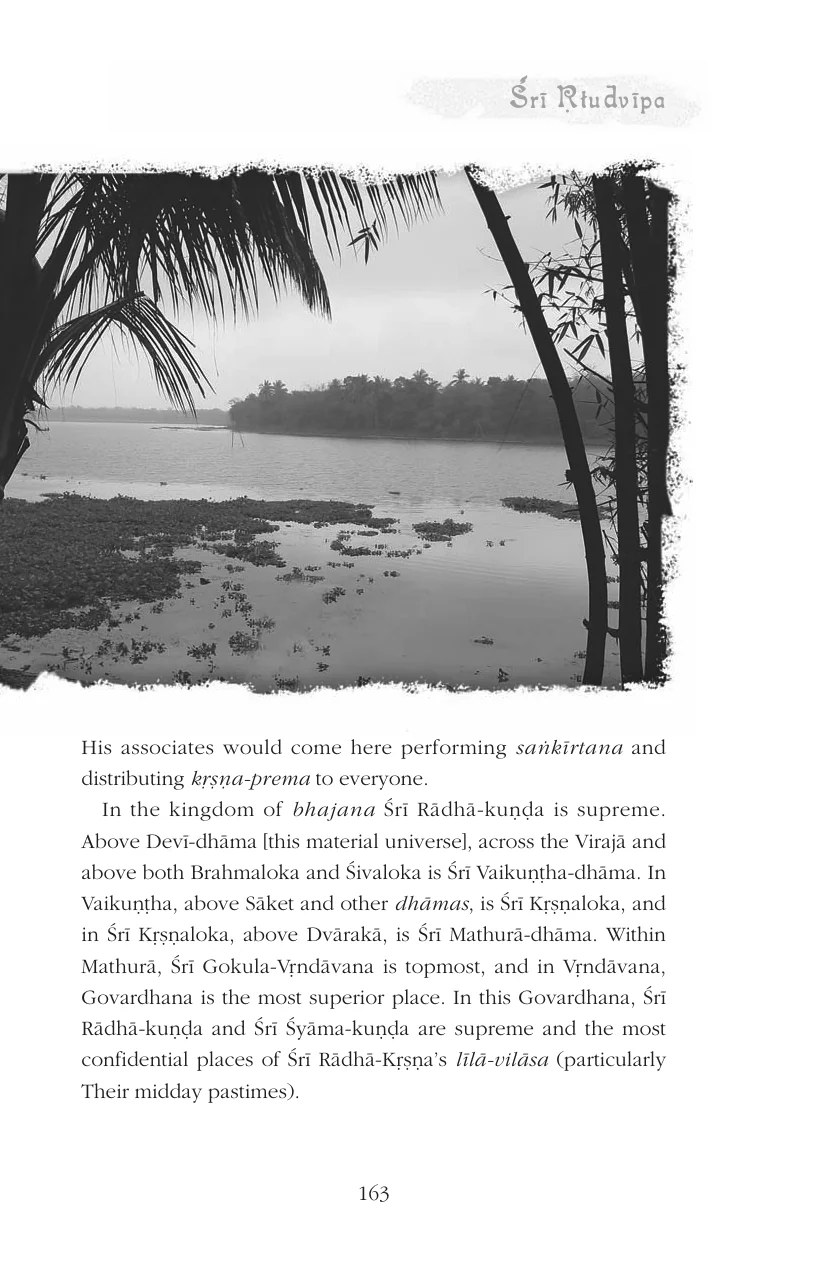 Śrī Ṛtudvīpa
His associates would come here performing saṅkīrtana and
distributing kṛṣṇa-prema to everyone.
In the kingdom of bhajana Śrī Rādhā-kuṇḍa is supreme.
Above Devī-dhāma [this material universe], across the Virajā and
above both Brahmaloka and Śivaloka is Śrī Vaikuṇṭha-dhāma. In
Vaikuṇṭha, above Sāket and other dhāmas, is Śrī Kṛṣṇaloka, and
in Śrī Kṛṣṇaloka, above Dvārakā, is Śrī Mathurā-dhāma. Within
Mathurā, Śrī Gokula-Vṛndāvana is topmost, and in Vṛndāvana,
Govardhana is the most superior place. In this Govardhana, Śrī
Rādhā-kuṇḍa and Śrī Śyāma-kuṇḍa are supreme and the most
confidential places of Śrī Rādhā-Kṛṣṇa’s līlā-vilāsa (particularly
Their midday pastimes).
163